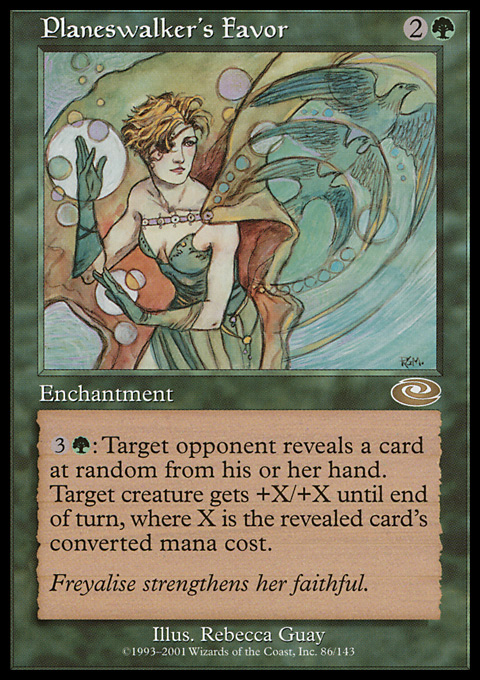 Planeswalker's Favor 2
R.G.M.
Enchantment
3 : Target opponent reveals a card
at random from his or her hand.
Target creature gets +X/+X until end
of turn, where X is the revealed card's
converted mana cost.
Freyalise strengthens her faithful.
Illus. Rebecca Guay
©1993–2001 Wizards of the Coast, Inc. 86/143